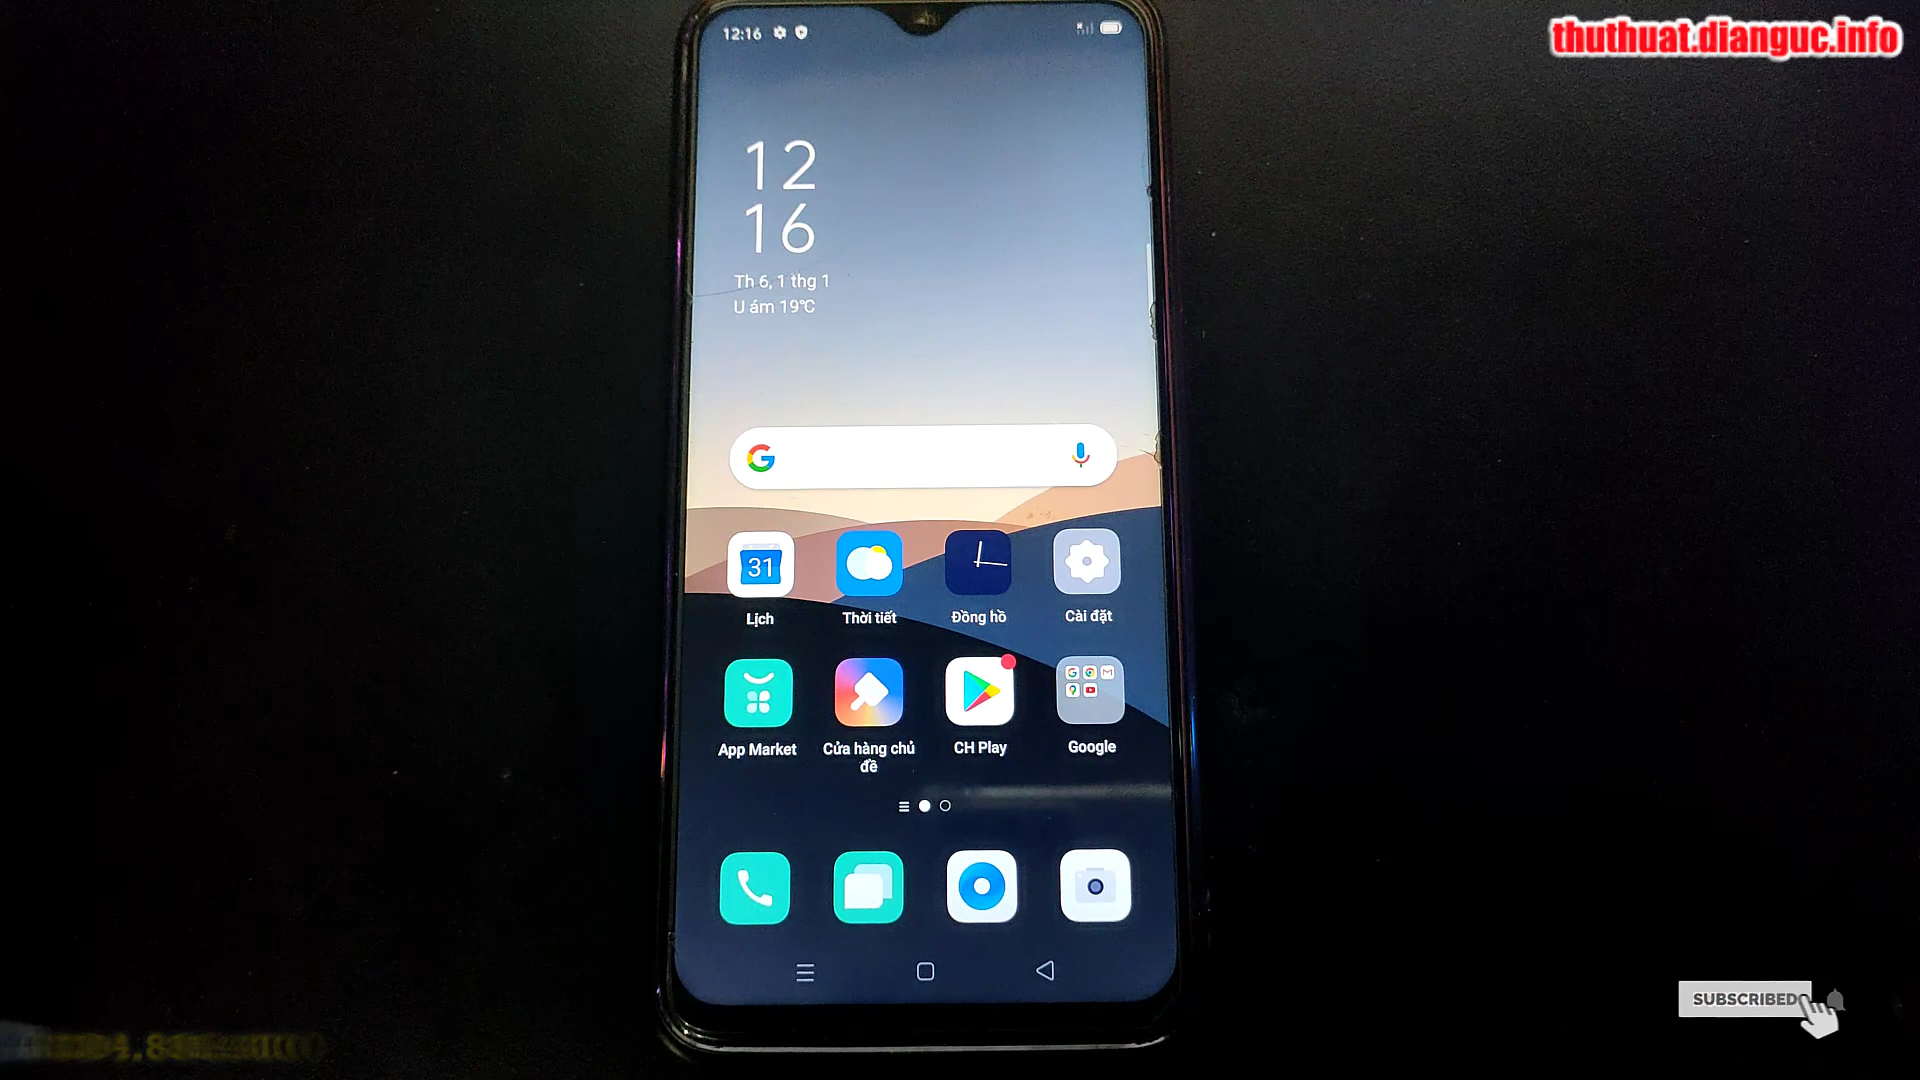 thuthuat.dianguc.info
12:16
12
16
Th 6, 1 thg 1
U ám 19°C
G
31
Lịch
Thời tiết
Đồng hồ
Cài đặt
App Market
Cửa hàng chủ
đề
CH Play
Google
SUBSCRIBED